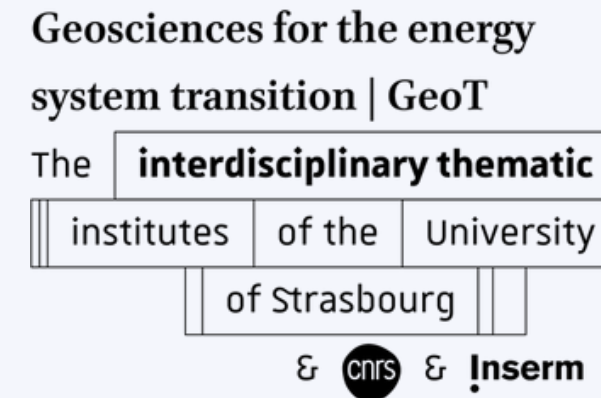 Geosciences for the energy
system transition | GeoT
The interdisciplinary thematic
institutes of the University
of Strasbourg
& cnrs & Inserm